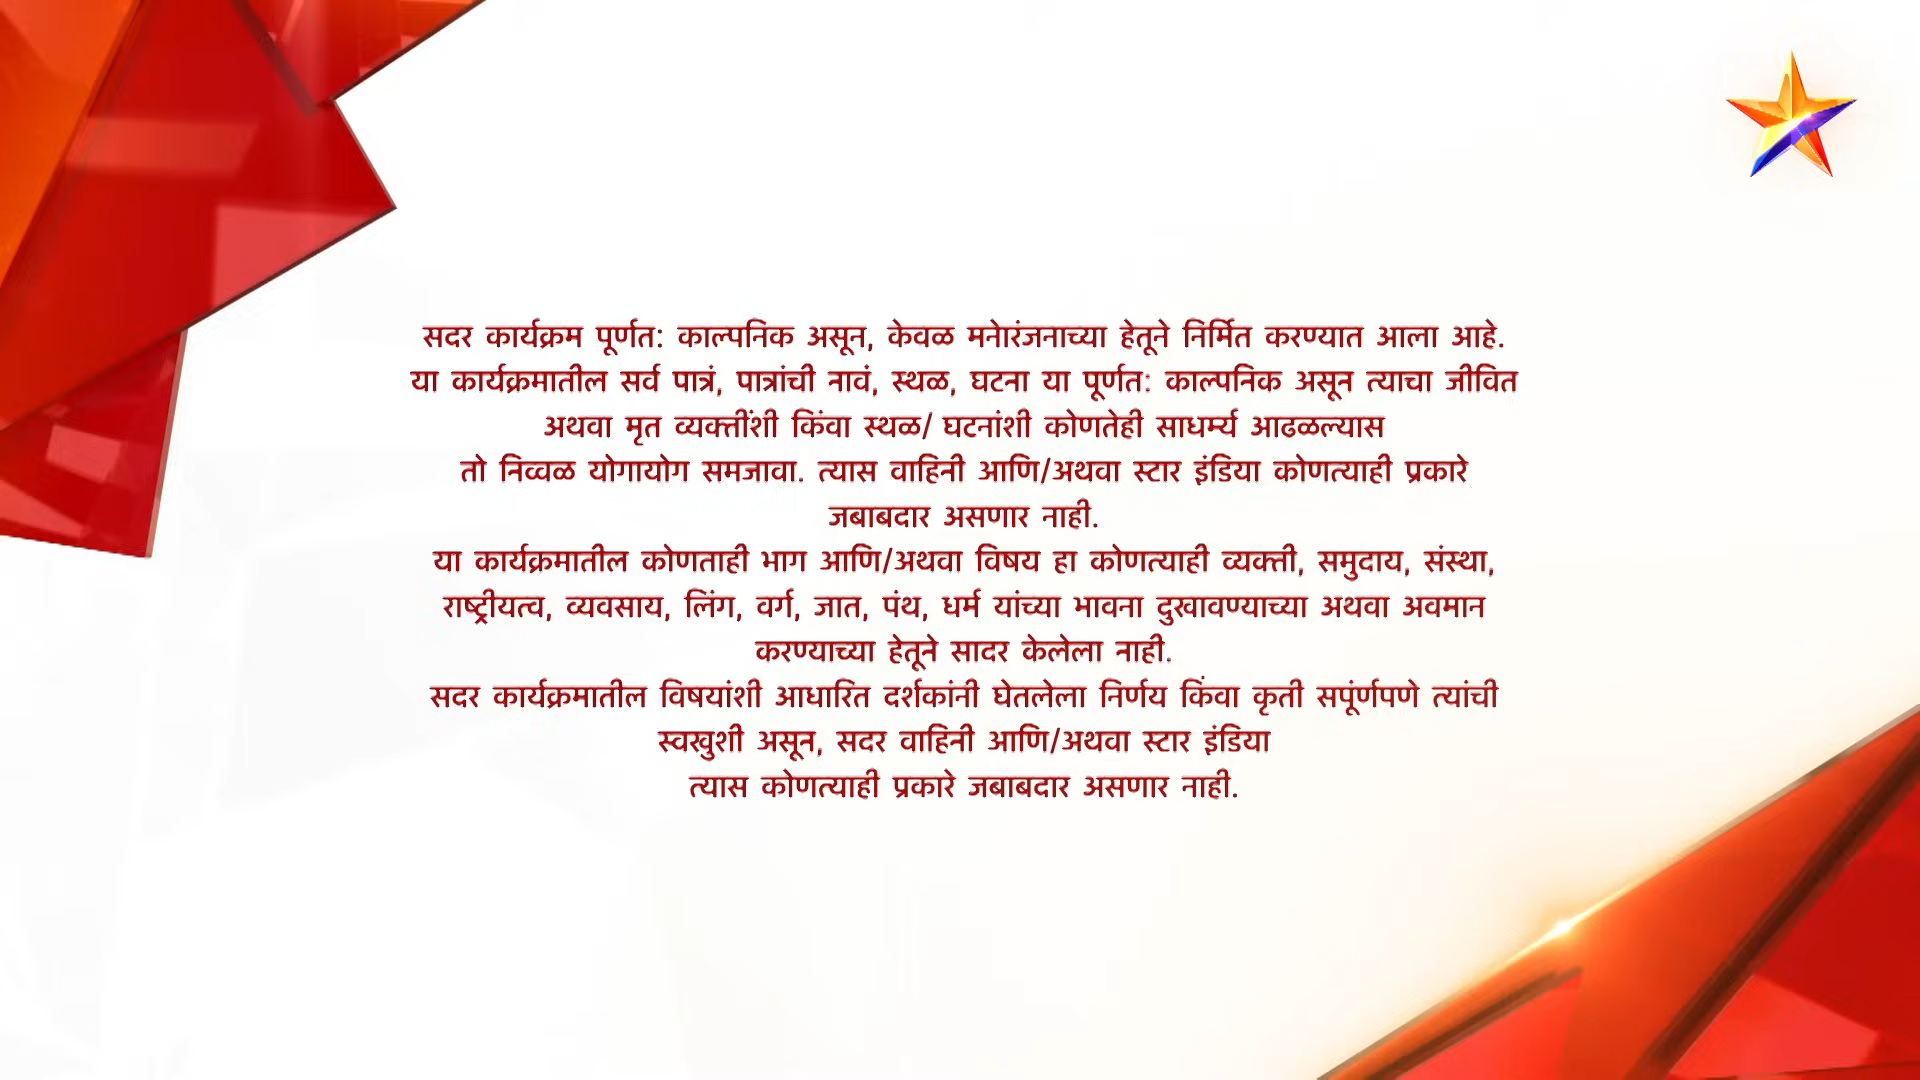 सदर कार्यक्रम पूर्णत: काल्पनिक असून, केवळ मनोरंजनाच्या हेतूने निर्मित करण्यात आला आहे.
या कार्यक्रमातील सर्व पात्रं, पात्रांची नावं, स्थळ, घटना या पूर्णत: काल्पनिक असून त्याचा जीवित
अथवा मृत व्यक्तींशी किंवा स्थळ/ घटनांशी कोणतेही साधर्म्य आढळल्यास
तो निव्वळ योगायोग समजावा. त्यास वाहिनी आणि/अथवा स्टार इंडिया कोणत्याही प्रकारे
जबाबदार असणार नाही.
या कार्यक्रमातील कोणताही भाग आणि/अथवा विषय हा कोणत्याही व्यक्ती, समुदाय, संस्था,
राष्ट्रीयत्व, व्यवसाय, लिंग, वर्ग, जात, पंथ, धर्म यांच्या भावना दुखावण्याच्या अथवा अवमान
करण्याच्या हेतूने सादर केलेला नाही.
सदर कार्यक्रमातील विषयांशी आधारित दर्शकांनी घेतलेला निर्णय किंवा कृती सपूंर्णपणे त्यांची
स्वखुशी असून, सदर वाहिनी आणि/अथवा स्टार इंडिया
त्यास कोणत्याही प्रकारे जबाबदार असणार नाही.